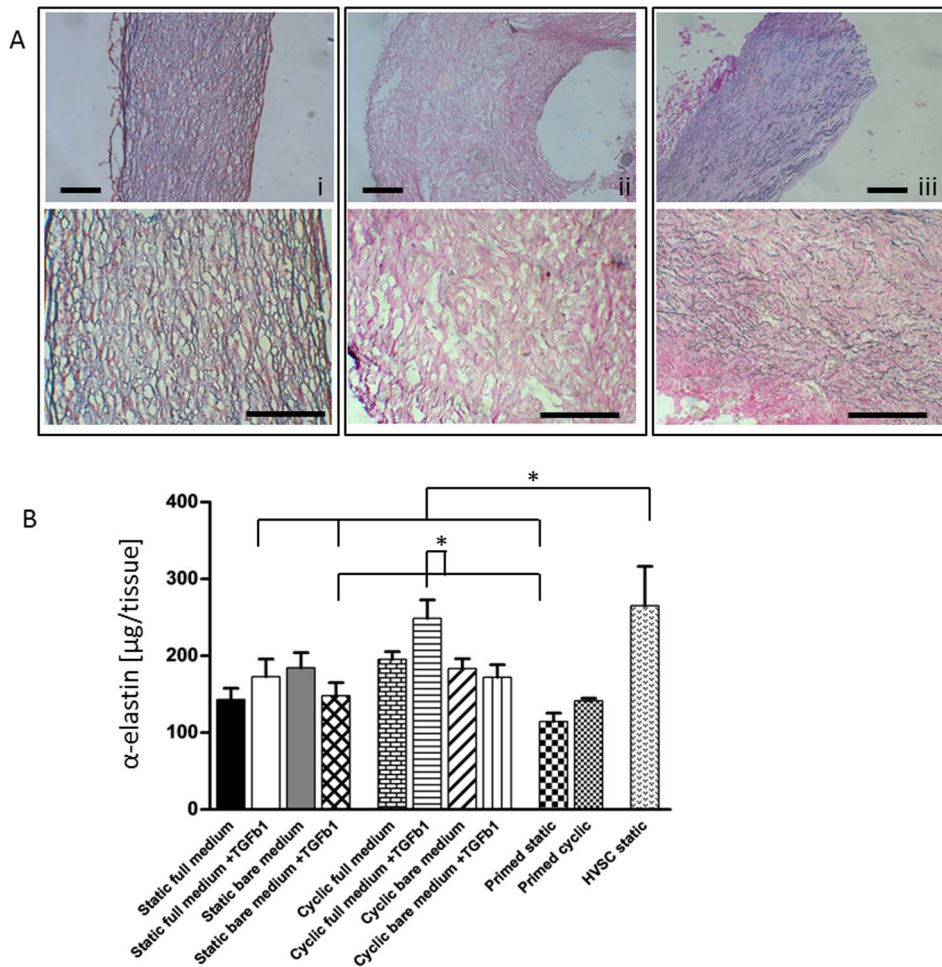 A
i
ii
iii
B
α-elastin [µg/tissue]
400
300
200
100
0
*
*
Static full medium
Static full medium +TGFb1
Static bare medium
Static bare medium +TGFb1
Cyclic full medium
Cyclic full medium +TGFb1
Cyclic bare medium
Cyclic bare medium +TGFb1
Primed static
Primed cyclic
HVSC static